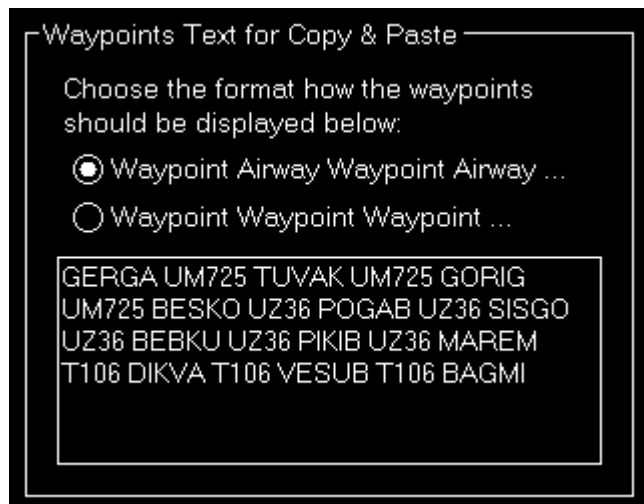 Waypoints Text for Copy & Paste
Choose the format how the waypoints
should be displayed below:
Waypoint Airway Waypoint Airway ...
Waypoint Waypoint Waypoint ...
GERGA UM725 TUVAK UM725 GORIG
UM725 BESKO UZ36 POGAB UZ36 SISGO
UZ36 BEBKU UZ36 PIKIB UZ36 MAREM
T106 DIKVA T106 VESUB T106 BAGMI